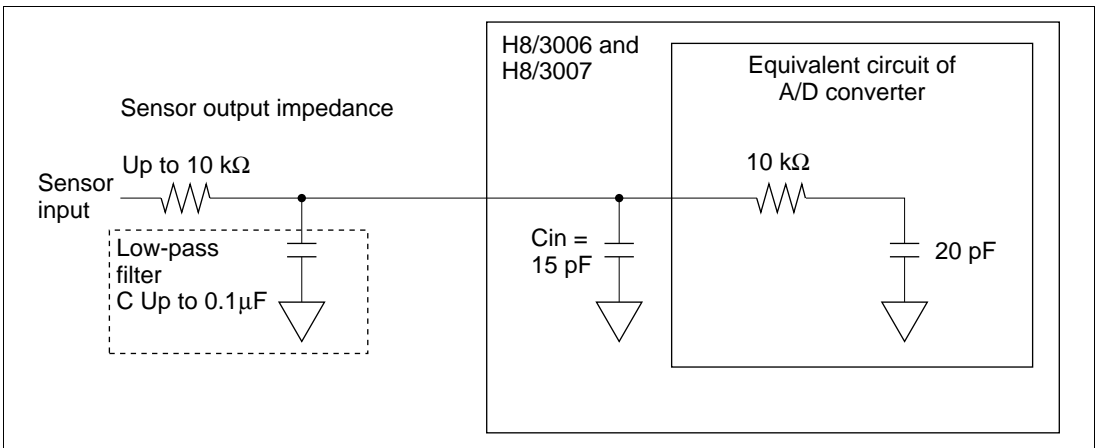 H8/3006 and
H8/3007
Equivalent circuit of
A/D converter
Sensor output impedance
Up to 10 kΩ
Sensor
input
10 kΩ
Low-pass
filter
C Up to 0.1µF
Cin =
15 pF
20 pF